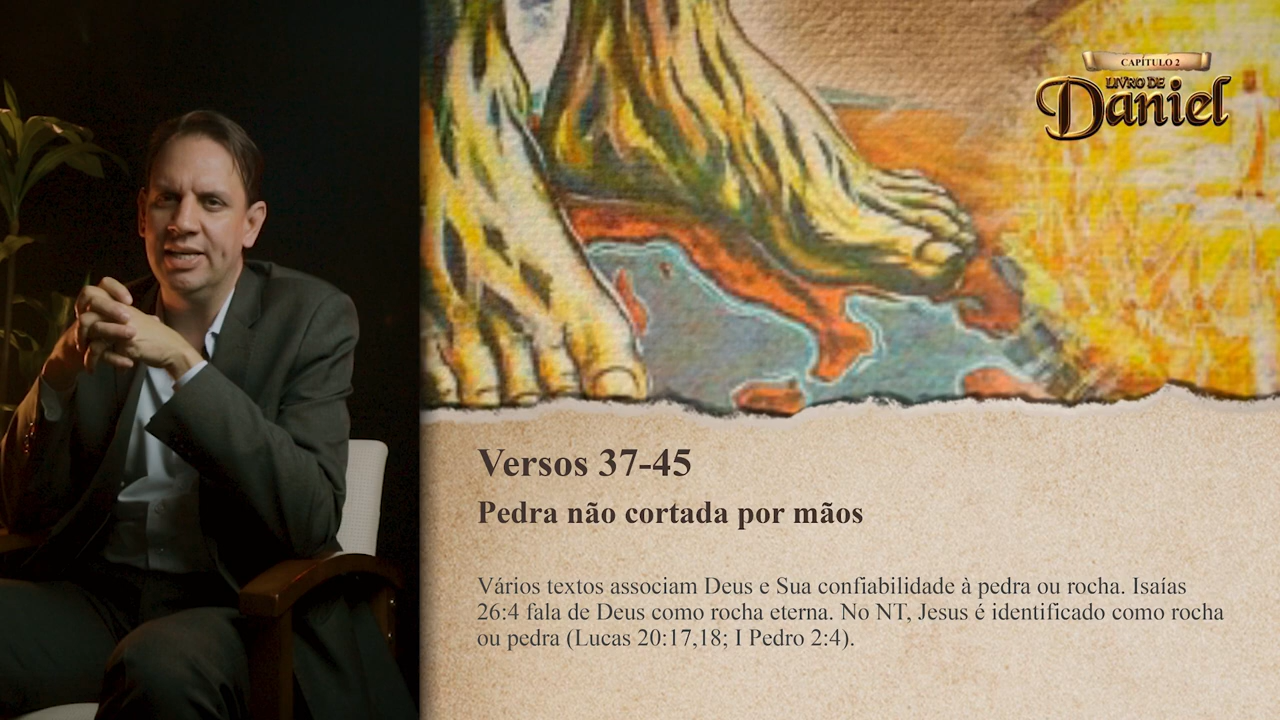 CAPÍTULO 2
LIVRO DE
Daniel
Versos 37-45
Pedra não cortada por mãos
Vários textos associam Deus e Sua confiabilidade à pedra ou rocha. Isaías
26:4 fala de Deus como rocha eterna. No NT, Jesus é identificado como rocha
ou pedra (Lucas 20:17,18; I Pedro 2:4).